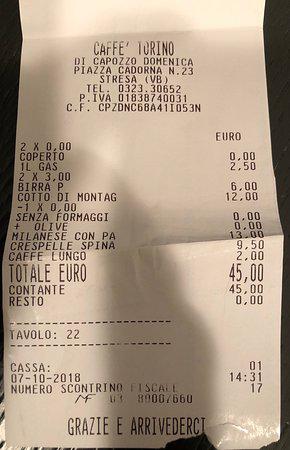 CAFFE' TORINO
DI CAPOZZO DOMENICA
PIAZZA CADORNA N.23
STRESA (VB)
TEL. 0323.30652
P.IVA 01838740031
C.F. CPZDNC68A41I053N
EURO
2 X 0,00
COPERTO 0,00
1L GAS 2,50
2 X 3,00
BIRRA P 6,00
COTTO DI MONTAG 12,00
-1 X 0,00
SENZA FORMAGGI 0,00
+ OLIVE 0,00
MILANESE CON PA 13,00
CRESPELLE SPINA 9,50
CAFFE LUNGO 2,00
TOTALE EURO 45,00
CONTANTE 45,00
RESTO 0,00
TAVOLO: 22
CASSA: 01
07-10-2018 14:31
NUMERO SCONTRINO FISCALE 17
MF 03 80007660
GRAZIE E ARRIVEDERCI